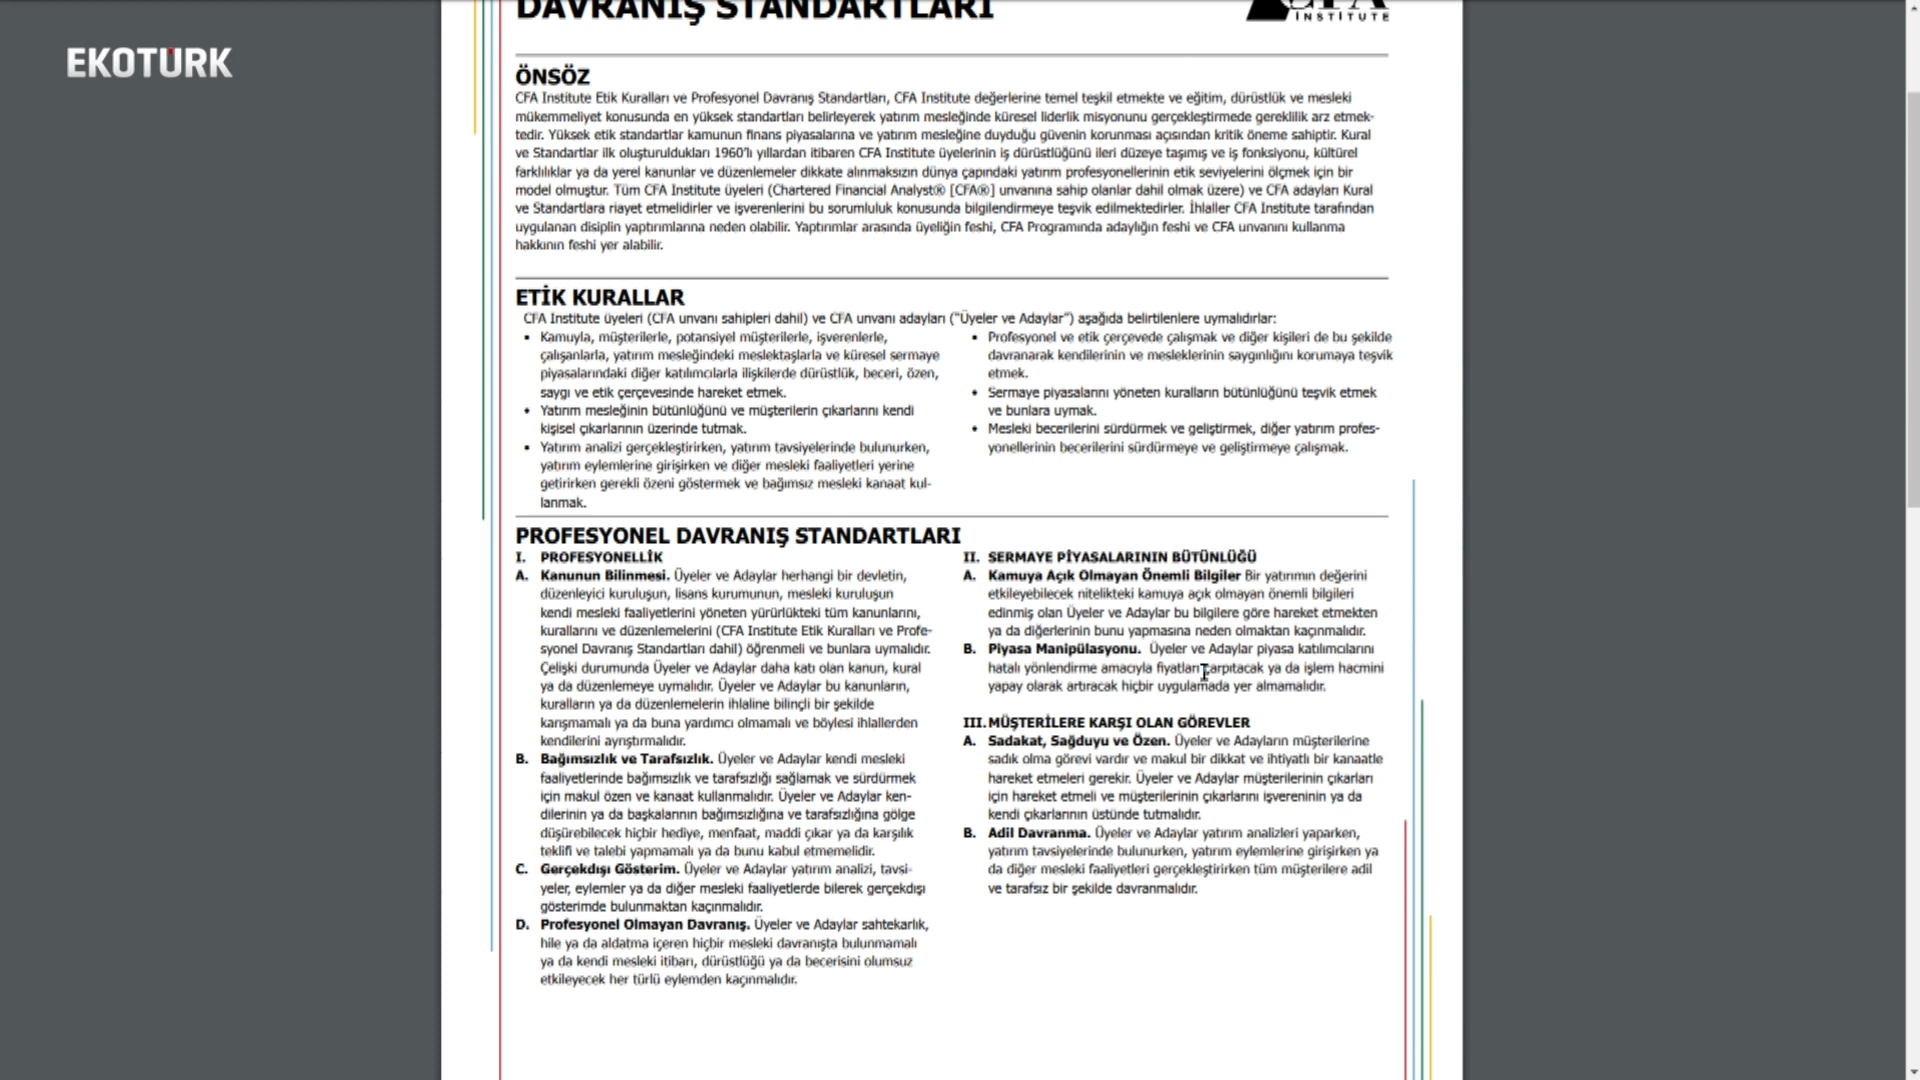 DAVRANIŞ STANDARTLARI
CFA
INSTITUTE
EKOTÜRK
ÖNSÖZ
CFA Institute Etik Kuralları ve Profesyonel Davranış Standartları, CFA Institute değerlerine temel teşkil etmekte ve eğitim, dürüstlük ve mesleki
mükemmeliyet konusunda en yüksek standartları belirleyerek yatırım mesleğinde küresel liderlik misyonunu gerçekleştirmede gereklilik arz etmek-
tedir. Yüksek etik standartlar kamunun finans piyasalarına ve yatırım mesleğine duyduğu güvenin korunması açısından kritik öneme sahiptir. Kural
ve Standartlar ilk oluşturuldukları 1960'lı yıllardan itibaren CFA Institute üyelerinin iş dürüstlüğünü ileri düzeye taşımış ve iş fonksiyonu, kültürel
farklılıklar ya da yerel kanunlar ve düzenlemeler dikkate alınmaksızın dünya çapındaki yatırım profesyonellerinin etik seviyelerini ölçmek için bir
model olmuştur. Tüm CFA Institute üyeleri (Chartered Financial Analyst® [CFA®] unvanına sahip olanlar dahil olmak üzere) ve CFA adayları Kural
ve Standartlara riayet etmelidirler ve işverenlerini bu sorumluluk konusunda bilgilendirmeye teşvik edilmektedirler. İhlaller CFA Institute tarafından
uygulanan disiplin yaptırımlarına neden olabilir. Yaptırımlar arasında üyeliğin feshi, CFA Programında adaylığın feshi ve CFA unvanını kullanma
hakkının feshi yer alabilir.
ETİK KURALLAR
CFA Institute üyeleri (CFA unvanı sahipleri dahil) ve CFA unvanı adayları ("Üyeler ve Adaylar") aşağıda belirtilenlere uymalıdırlar:
• Kamuyla, müşterilerle, potansiyel müşterilerle, işverenlerle,
çalışanlarla, yatırım mesleğindeki meslektaşlarla ve küresel sermaye
piyasalarındaki diğer katılımcılarla ilişkilerde dürüstlük, beceri, özen,
saygı ve etik çerçevesinde hareket etmek.
• Yatırım mesleğinin bütünlüğünü ve müşterilerin çıkarlarını kendi
kişisel çıkarlarının üzerinde tutmak.
• Yatırım analizi gerçekleştirirken, yatırım tavsiyelerinde bulunurken,
yatırım eylemlerine girişirken ve diğer mesleki faaliyetleri yerine
getirirken gerekli özeni göstermek ve bağımsız mesleki kanaat kul-
lanmak.
• Profesyonel ve etik çerçevede çalışmak ve diğer kişileri de bu şekilde
davranarak kendilerinin ve mesleklerinin saygınlığını korumaya teşvik
etmek.
• Sermaye piyasalarını yöneten kuralların bütünlüğünü teşvik etmek
ve bunlara uymak.
• Mesleki becerilerini sürdürmek ve geliştirmek, diğer yatırım profes-
yonellerinin becerilerini sürdürmeye ve geliştirmeye çalışmak.
PROFESYONEL DAVRANIŞ STANDARTLARI
I. PROFESYONELLİK
A. Kanunun Bilinmesi. Üyeler ve Adaylar herhangi bir devletin,
düzenleyici kuruluşun, lisans kurumunun, mesleki kuruluşun
kendi mesleki faaliyetlerini yöneten yürürlükteki tüm kanunlarını,
kurallarını ve düzenlemelerini (CFA Institute Etik Kuralları ve Profe-
syonel Davranış Standartları dahil) öğrenmeli ve bunlara uymalıdır.
Çelişki durumunda Üyeler ve Adaylar daha katı olan kanun, kural
ya da düzenlemeye uymalıdır. Üyeler ve Adaylar bu kanunların,
kuralların ya da düzenlemelerin ihlaline bilinçli bir şekilde
karışmamalı ya da buna yardımcı olmamalı ve böylesi ihlallerden
kendilerini ayrıştırmalıdır.
B. Bağımsızlık ve Tarafsızlık. Üyeler ve Adaylar kendi mesleki
faaliyetlerinde bağımsızlık ve tarafsızlığı sağlamak ve sürdürmek
için makul özen ve kanaat kullanmalıdır. Üyeler ve Adaylar ken-
dilerinin ya da başkalarının bağımsızlığına ve tarafsızlığına gölge
düşürebilecek hiçbir hediye, menfaat, maddi çıkar ya da karşılık
teklifi ve talebi yapmamalı ya da bunu kabul etmemelidir.
C. Gerçekdışı Gösterim. Üyeler ve Adaylar yatırım analizi, tavsi-
yeler, eylemler ya da diğer mesleki faaliyetlerde bilerek gerçekdışı
gösterimde bulunmaktan kaçınmalıdır.
D. Profesyonel Olmayan Davranış. Üyeler ve Adaylar sahtekarlık,
hile ya da aldatma içeren hiçbir mesleki davranışta bulunmamalı
ya da kendi mesleki itibarı, dürüstlüğü ya da becerisini olumsuz
etkileyecek her türlü eylemden kaçınmalıdır.
II. SERMAYE PİYASALARININ BÜTÜNLÜĞÜ
A. Kamuya Açık Olmayan Önemli Bilgiler Bir yatırımın değerini
etkileyebilecek nitelikteki kamuya açık olmayan önemli bilgileri
edinmiş olan Üyeler ve Adaylar bu bilgilere göre hareket etmekten
ya da diğerlerinin bunu yapmasına neden olmaktan kaçınmalıdır.
B. Piyasa Manipülasyonu. Üyeler ve Adaylar piyasa katılımcılarını
hatalı yönlendirme amacıyla fiyatları çarpıtacak ya da işlem hacmini
yapay olarak artıracak hiçbir uygulamada yer almamalıdır.
III. MÜŞTERİLERE KARŞI OLAN GÖREVLER
A. Sadakat, Sağduyu ve Özen. Üyeler ve Adayların müşterilerine
sadık olma görevi vardır ve makul bir dikkat ve ihtiyatlı bir kanaatle
hareket etmeleri gerekir. Üyeler ve Adaylar müşterilerinin çıkarları
için hareket etmeli ve müşterilerinin çıkarlarını işvereninin ya da
kendi çıkarlarının üstünde tutmalıdır.
B. Adil Davranma. Üyeler ve Adaylar yatırım analizleri yaparken,
yatırım tavsiyelerinde bulunurken, yatırım eylemlerine girişirken ya
da diğer mesleki faaliyetleri gerçekleştirirken tüm müşterilere adil
ve tarafsız bir şekilde davranmalıdır.